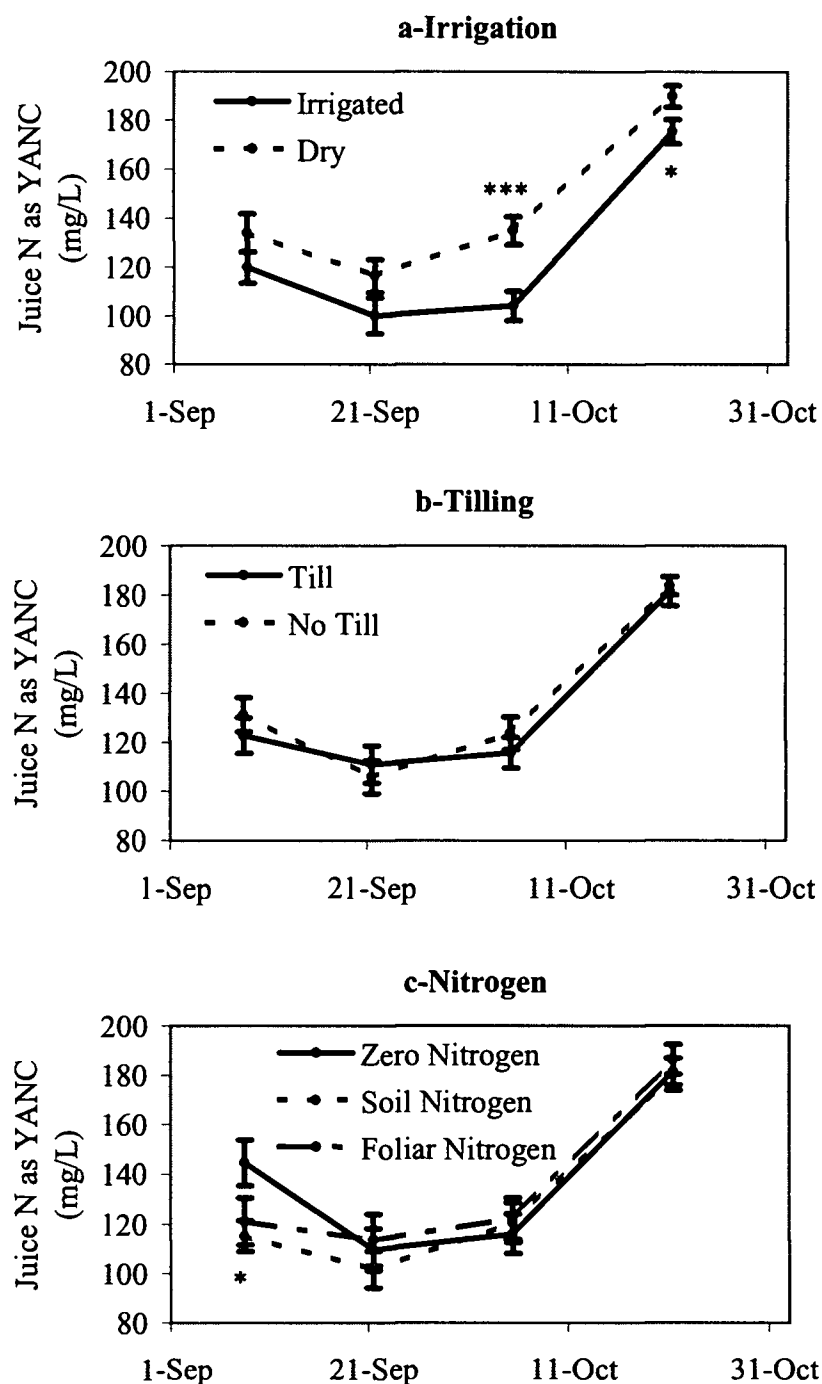 a-Irrigation
200
180
160
140
120
100
80
Juice N as YANC
(mg/L)
Irrigated
Dry
***
*
1-Sep 21-Sep 11-Oct 31-Oct
b-Tilling
200
180
160
140
120
100
80
Juice N as YANC
(mg/L)
Till
No Till
1-Sep 21-Sep 11-Oct 31-Oct
c-Nitrogen
200
180
160
140
120
100
80
Juice N as YANC
(mg/L)
Zero Nitrogen
Soil Nitrogen
Foliar Nitrogen
*
1-Sep 21-Sep 11-Oct 31-Oct